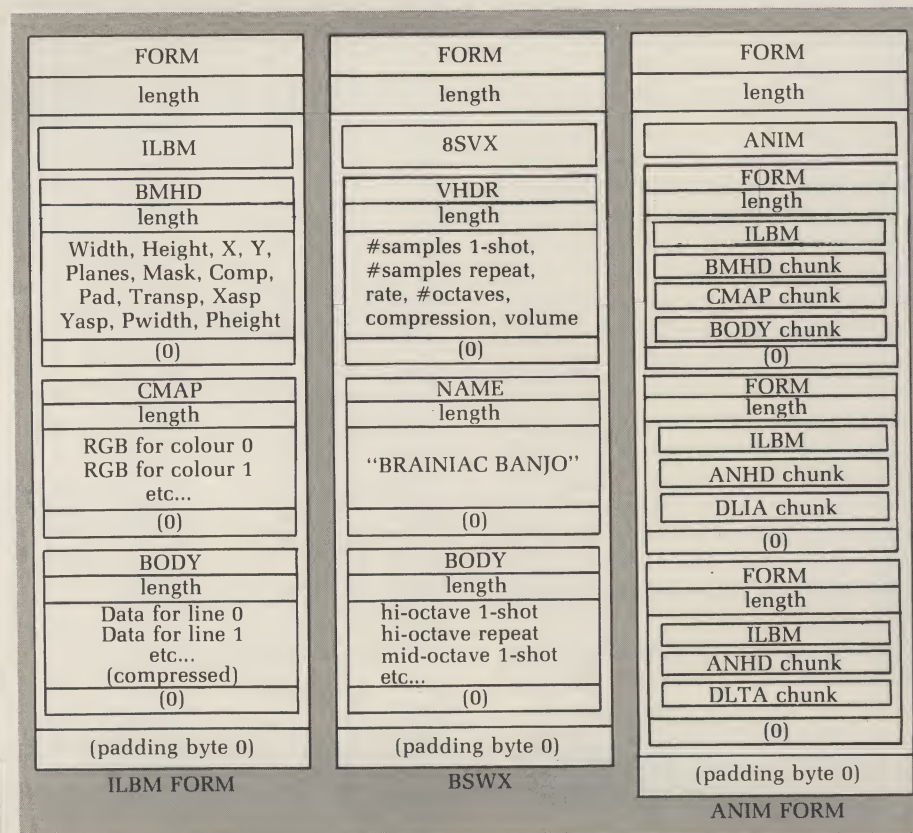 FORM
length
ILBM
BMHD
length
Width, Height, X, Y,
Planes, Mask, Comp,
Pad, Transp, Xasp
Yasp, Pwidth, Pheight
(0)
CMAP
length
RGB for colour 0
RGB for colour 1
etc...
(0)
BODY
length
Data for line 0
Data for line 1
etc...
(compressed)
(0)
(padding byte 0)
ILBM FORM
FORM
length
8SVX
VHDR
length
#samples 1-shot,
#samples repeat,
rate, #octaves,
compression, volume
(0)
NAME
length
“BRAINIAC BANJO”
(0)
BODY
length
hi-octave 1-shot
hi-octave repeat
mid-octave 1-shot
etc...
(0)
(padding byte 0)
BSWX
FORM
length
ANIM
FORM
length
ILBM
BMHD chunk
CMAP chunk
BODY chunk
(0)
FORM
length
ILBM
ANHD chunk
DLIA chunk
(0)
FORM
length
ILBM
ANHD chunk
DLTA chunk
(0)
(padding byte 0)
ANIM FORM